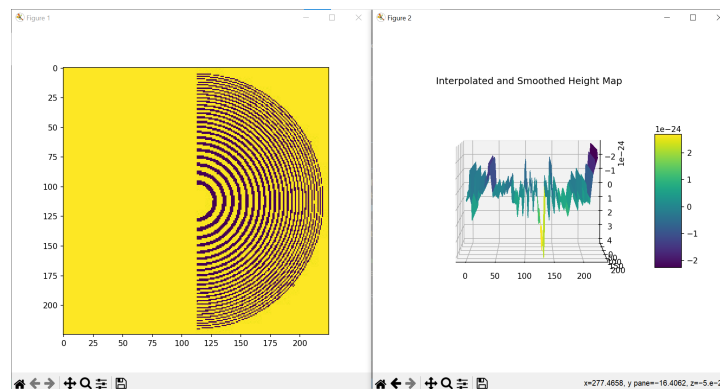 Figure 1
0
25
50
75
100
125
150
175
200
0 25 50 75 100 125 150 175 200
Figure 2
Interpolated and Smoothed Height Map
1e−24
−2
−1
0
1
2
3
4
1e−24
0 50 100 150 200
200
1e−24
2
1
0
−1
−2
x=277.4658, y pane=−16.4062, z=−5.e−2